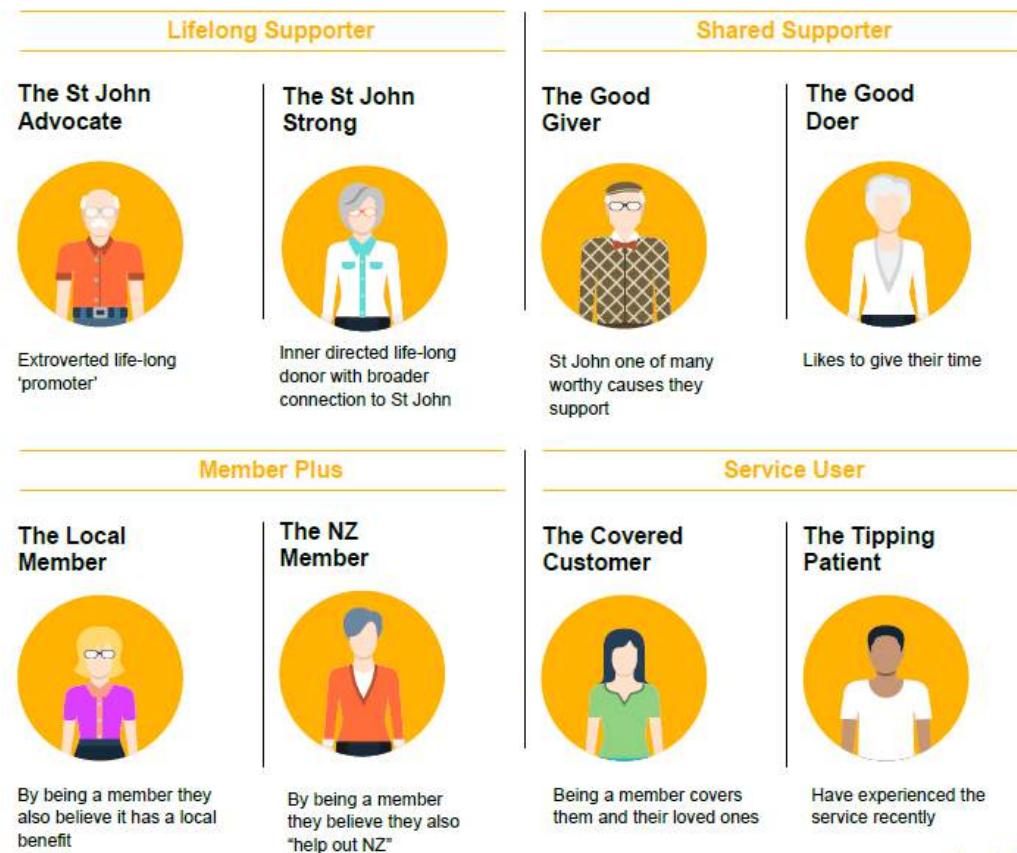 Lifelong Supporter
Shared Supporter
The St John
Advocate
The St John
Strong
The Good
Giver
The Good
Doer
Extroverted life-long
‘promoter’
Inner directed life-long
donor with broader
connection to St John
St John one of many
worthy causes they
support
Likes to give their time
Member Plus
Service User
The Local
Member
The NZ
Member
The Covered
Customer
The Tipping
Patient
By being a member they
also believe it has a local
benefit
By being a member
they believe they also
“help out NZ”
Being a member covers
them and their loved ones
Have experienced the
service recently